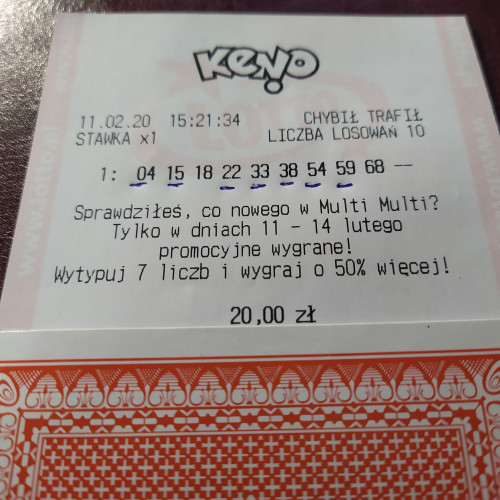 KENO
11.02.20 15:21:34 CHYBIŁ TRAFIŁ
STAWKA x1 LICZBA LOSOWAŃ 10
1: 04 15 18 22 33 38 54 59 68 --
Sprawdziłeś, co nowego w Multi Multi?
Tylko w dniach 11 - 14 lutego
promocyjne wygrane!
Wytypuj 7 liczb i wygraj o 50% więcej!
20,00 zł